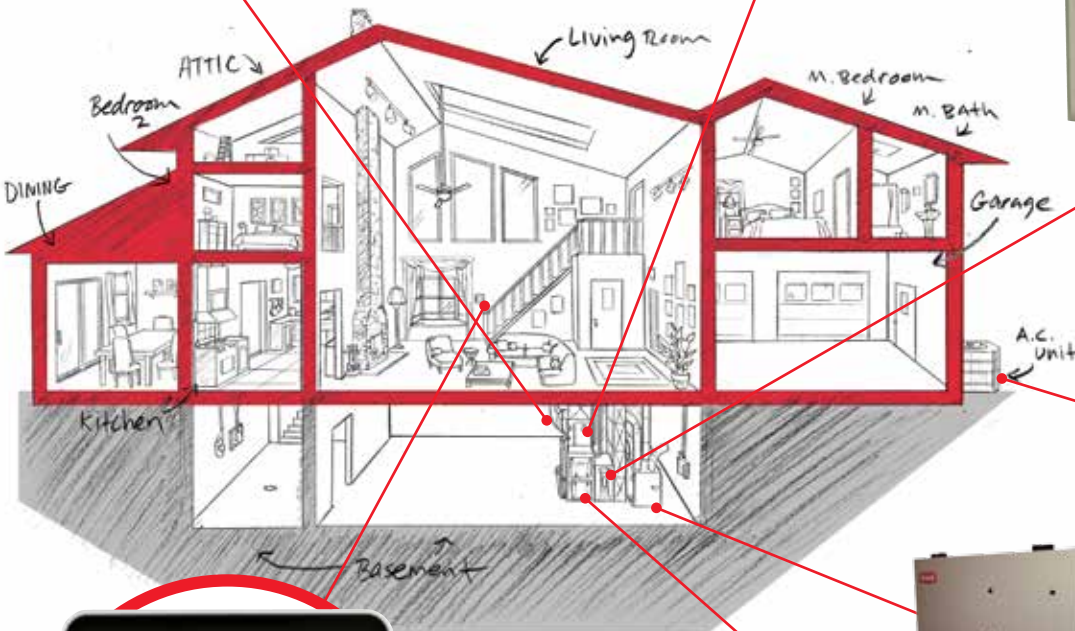 Living Room
ATTIC
M. Bedroom
Bedroom
2
M. BATH
DINING
Garage
A.C.
unit
Kitchen
Basement